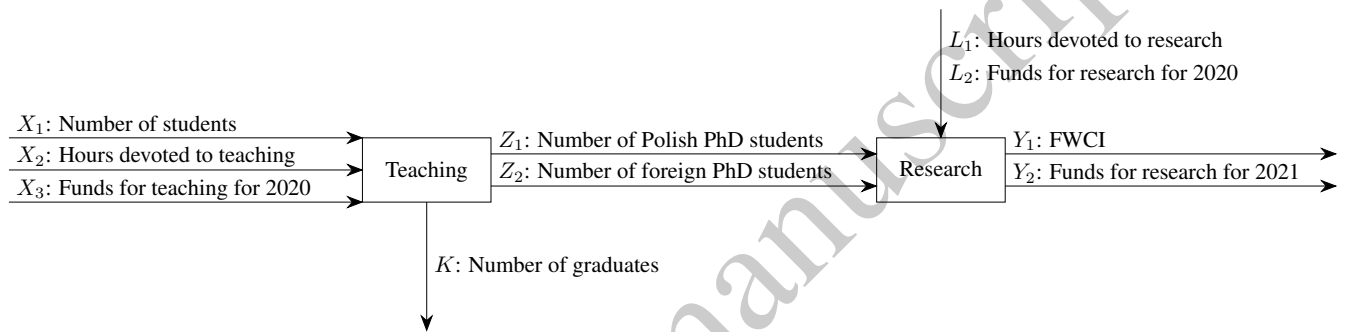 L₁: Hours devoted to research
L₂: Funds for research for 2020
X₁: Number of students
X₂: Hours devoted to teaching
X₃: Funds for teaching for 2020
Teaching
Z₁: Number of Polish PhD students
Z₂: Number of foreign PhD students
Research
Y₁: FWCI
Y₂: Funds for research for 2021
K: Number of graduates
manuscrip